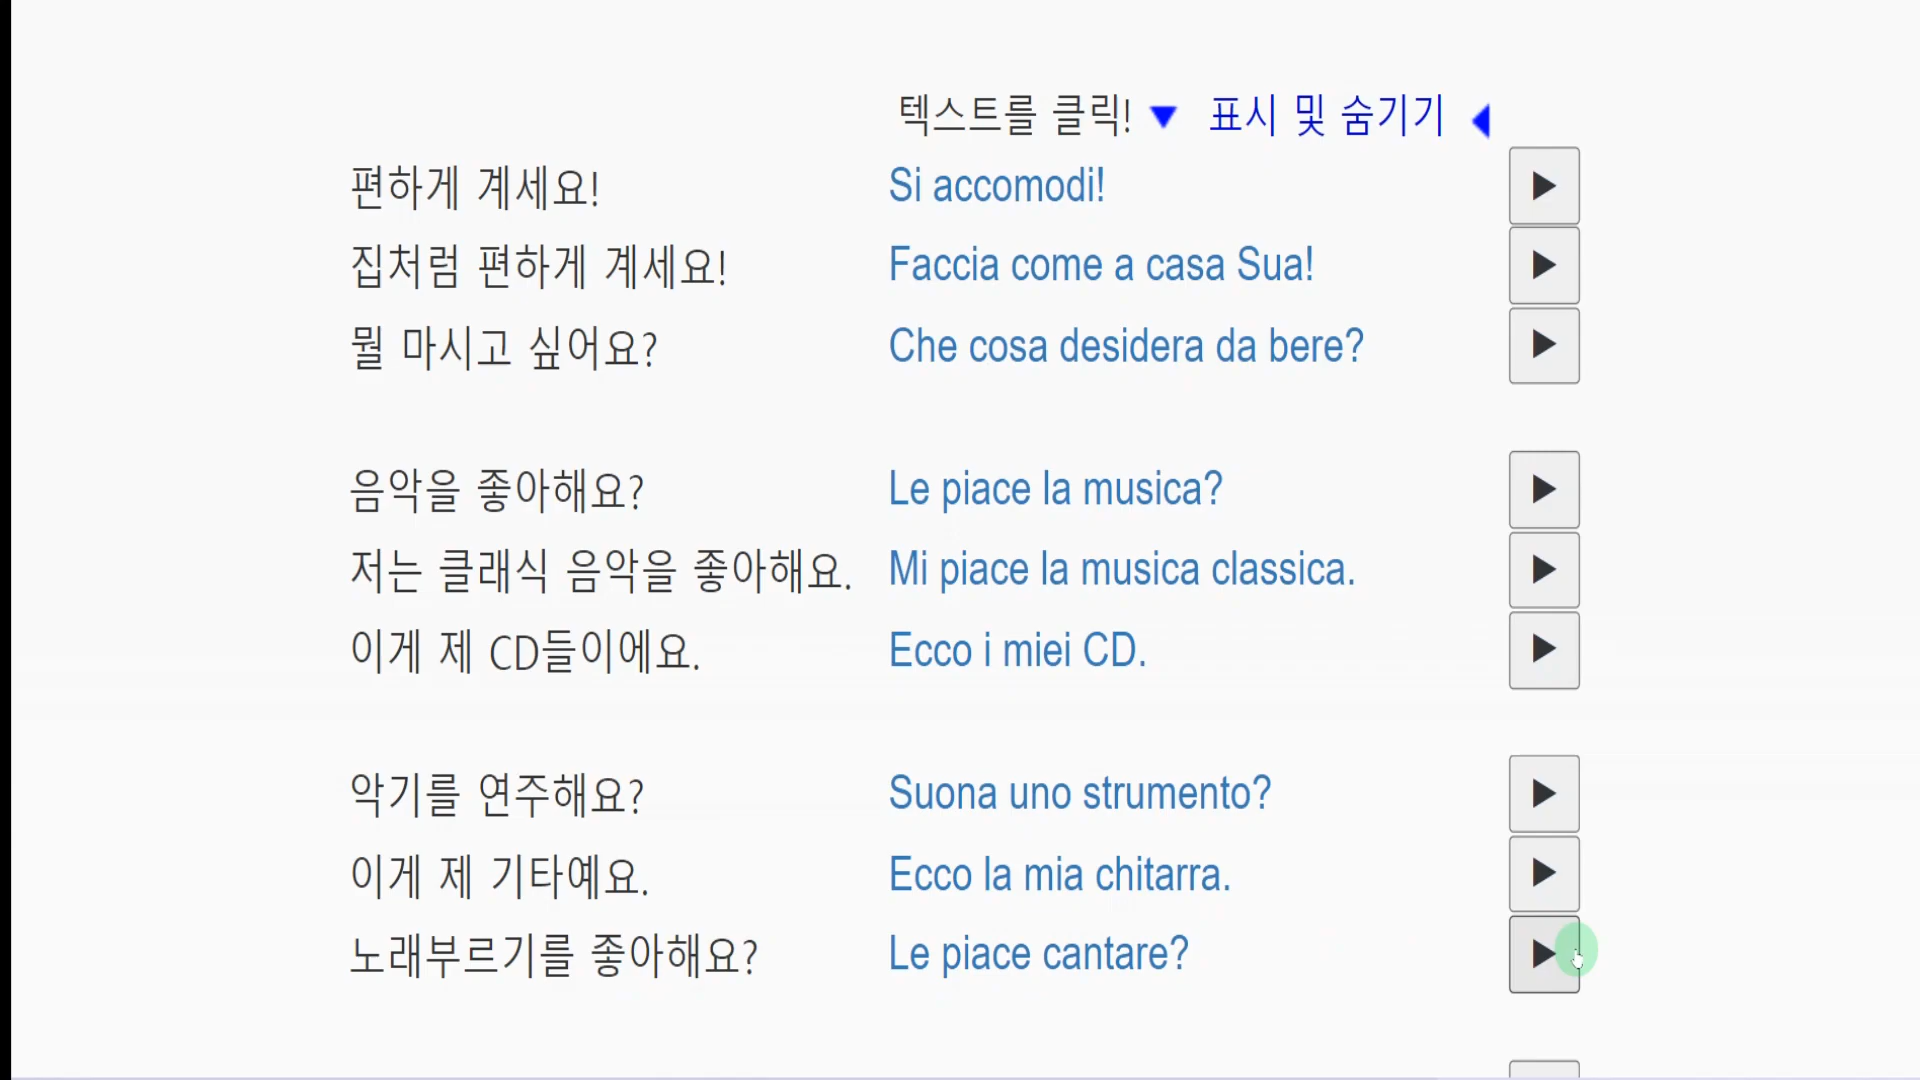 텍스트를 클릭! ▼ 표시 및 숨기기 ◀
편하게 계세요! Si accomodi!
집처럼 편하게 계세요! Faccia come a casa Sua!
뭘 마시고 싶어요? Che cosa desidera da bere?
음악을 좋아해요? Le piace la musica?
저는 클래식 음악을 좋아해요. Mi piace la musica classica.
이게 제 CD들이에요. Ecco i miei CD.
악기를 연주해요? Suona uno strumento?
이게 제 기타예요. Ecco la mia chitarra.
노래부르기를 좋아해요? Le piace cantare?